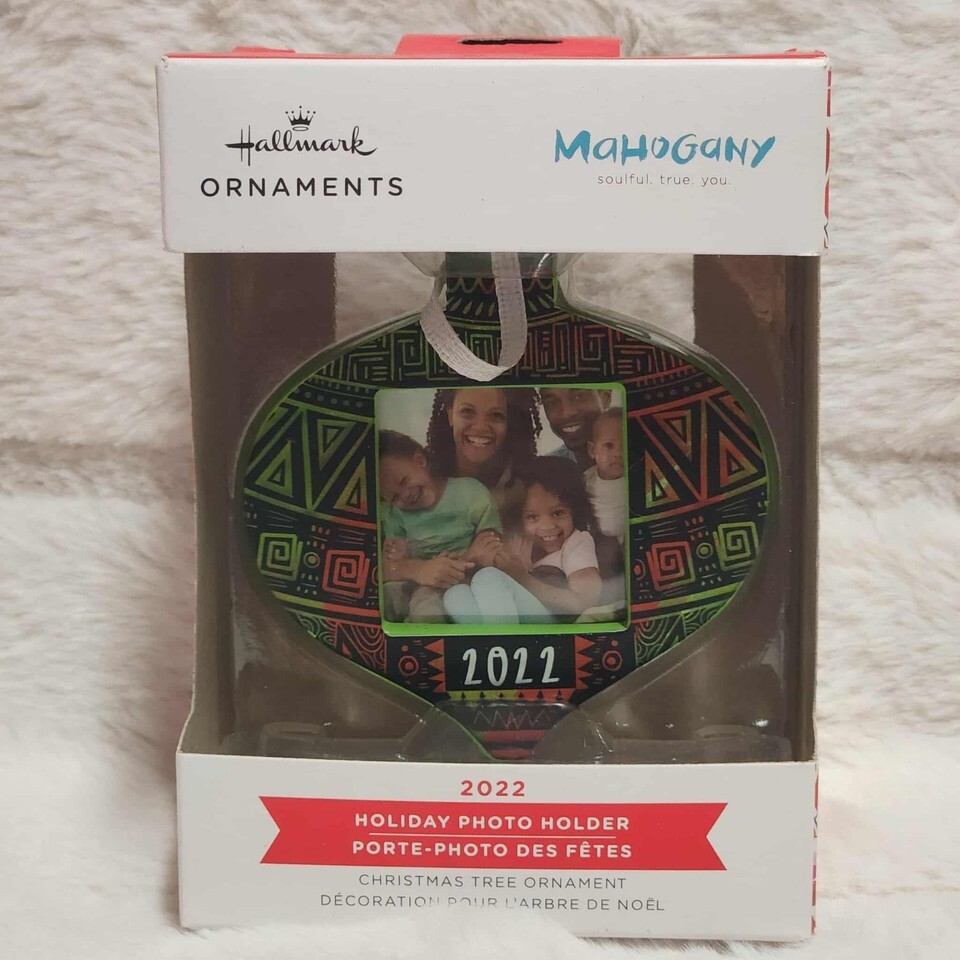 Hallmark
ORNAMENTS
MaHOGaNY
soulful. true. you.
2022
2022
HOLIDAY PHOTO HOLDER
PORTE-PHOTO DES FÊTES
CHRISTMAS TREE ORNAMENT
DÉCORATION POUR L'ARBRE DE NOËL